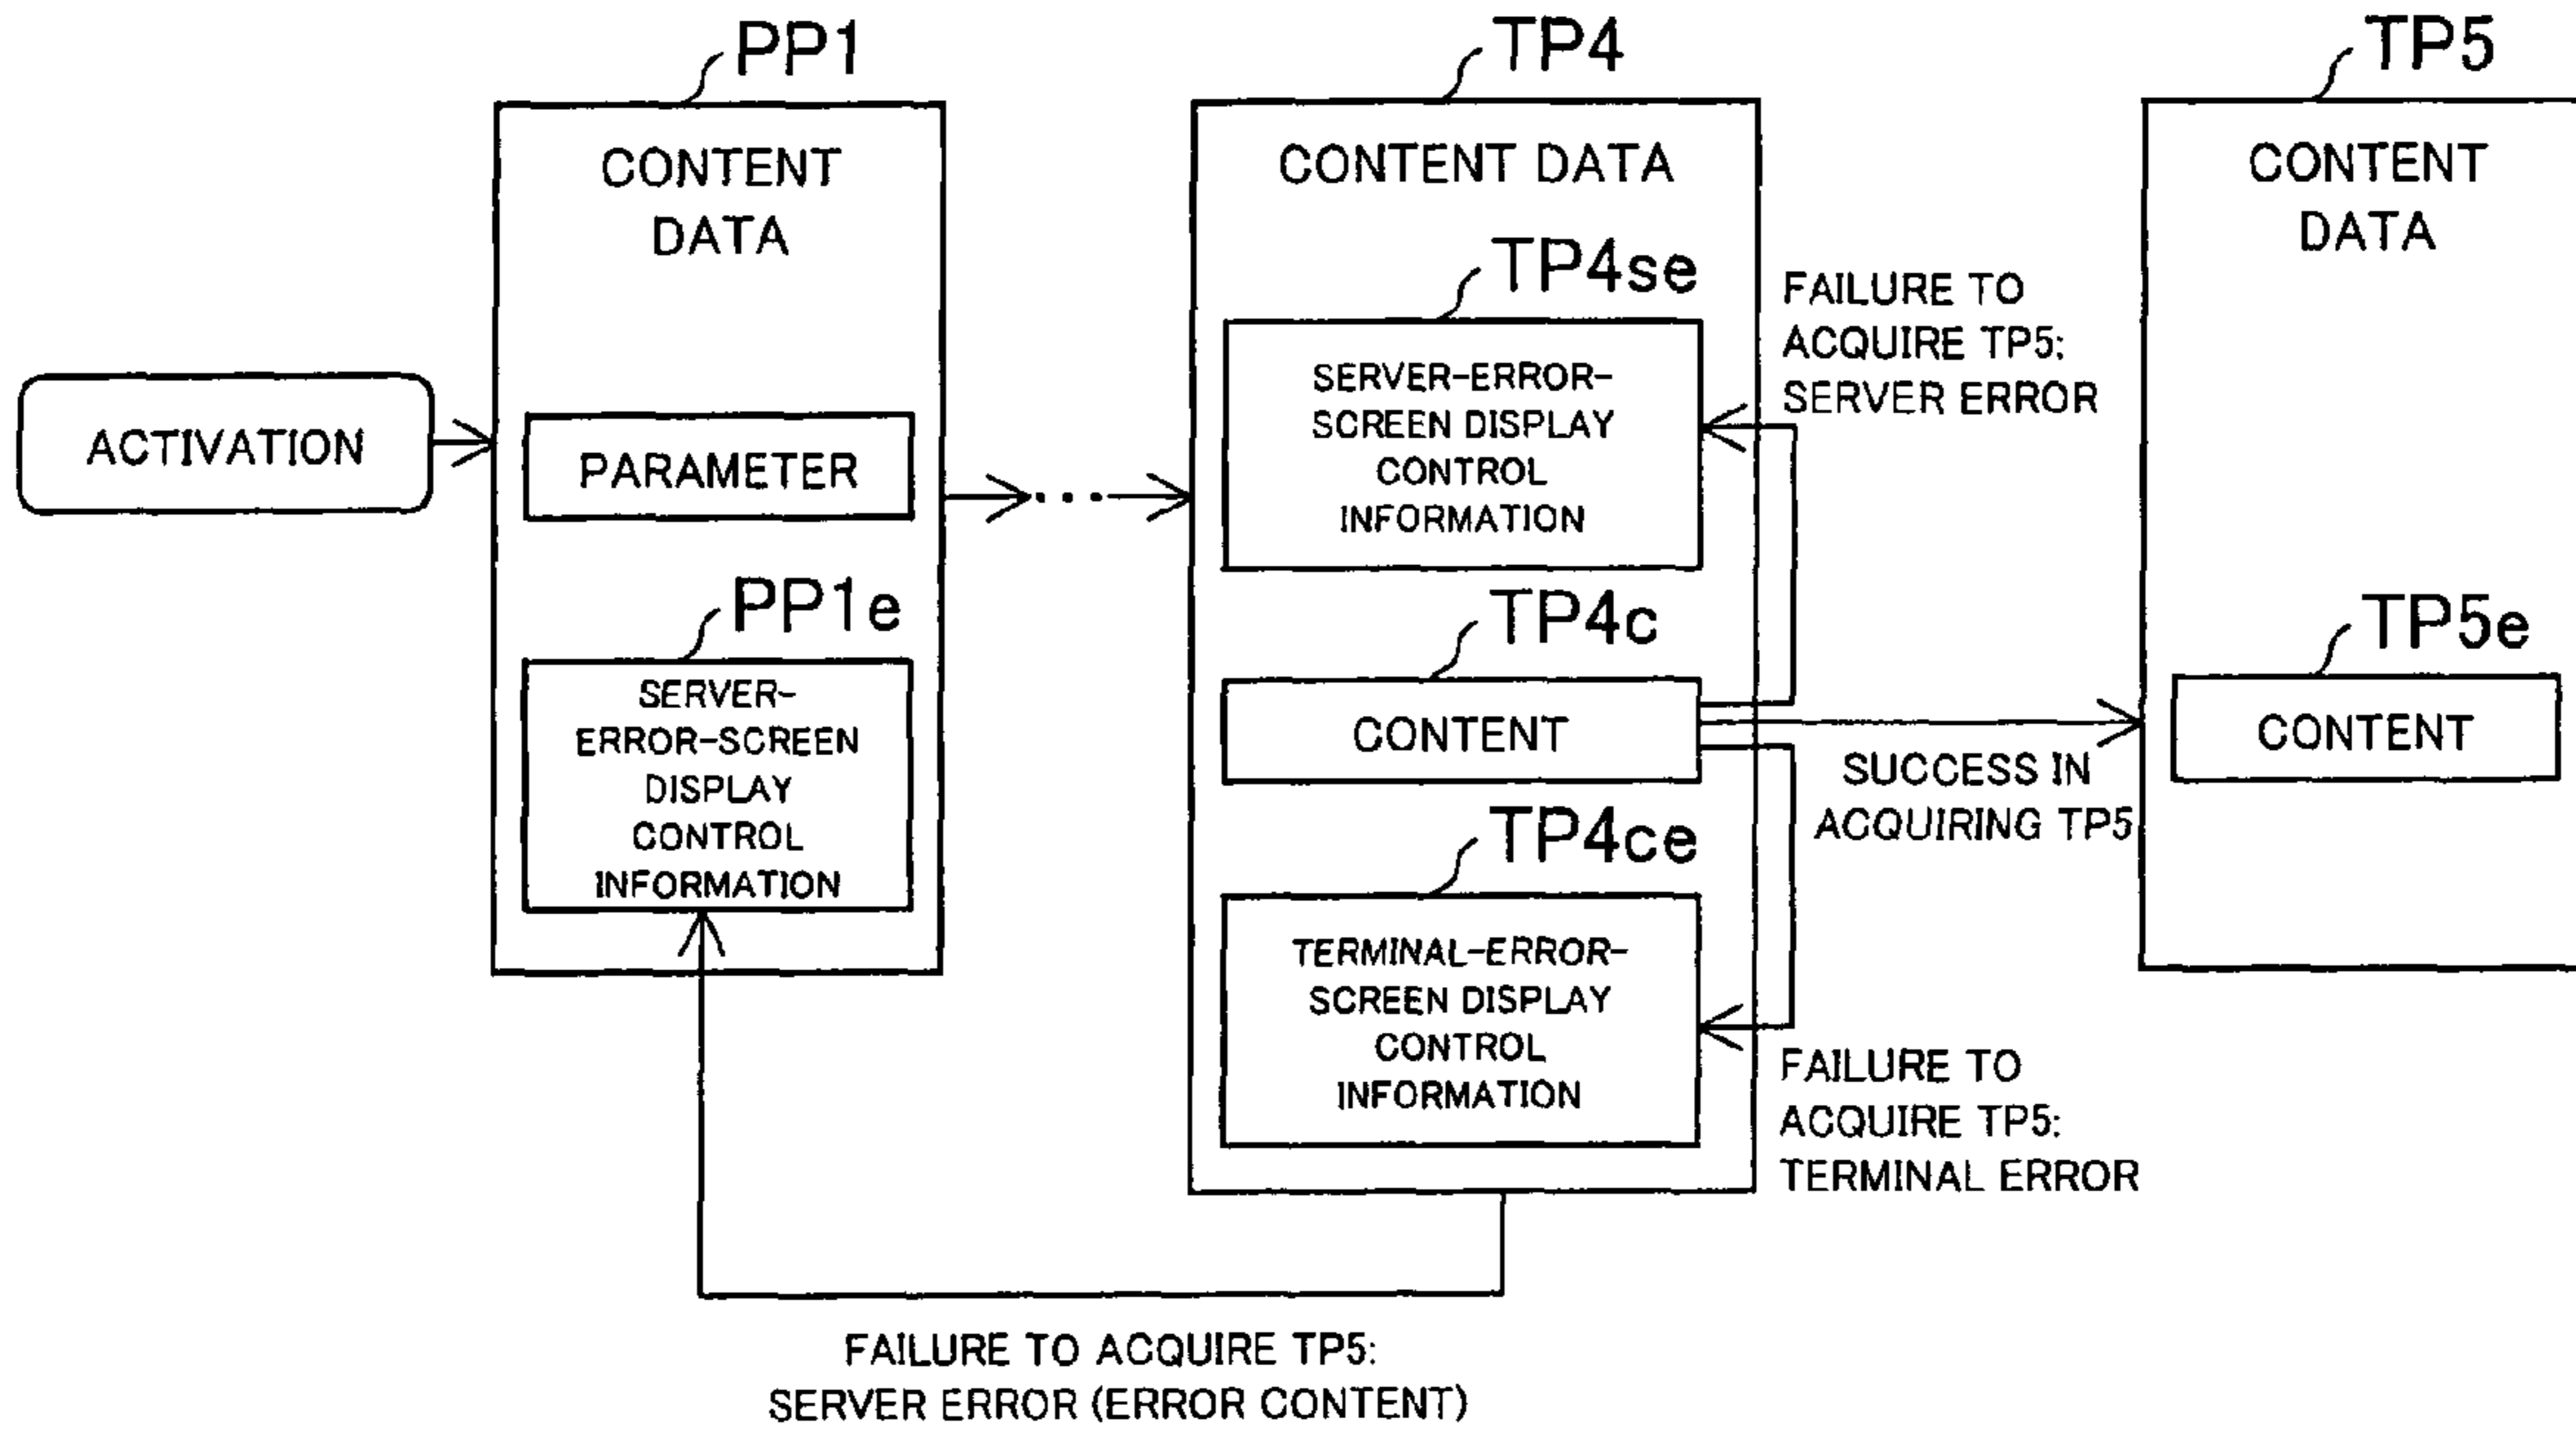 PP1
CONTENT
DATA
ACTIVATION
PARAMETER
PP1e
SERVER-
ERROR-SCREEN
DISPLAY
CONTROL
INFORMATION
TP4
CONTENT DATA
TP4se
SERVER-ERROR-
SCREEN DISPLAY
CONTROL
INFORMATION
TP4c
CONTENT
TP4ce
TERMINAL-ERROR-
SCREEN DISPLAY
CONTROL
INFORMATION
FAILURE TO
ACQUIRE TP5:
SERVER ERROR
SUCCESS IN
ACQUIRING TP5
FAILURE TO
ACQUIRE TP5:
TERMINAL ERROR
TP5
CONTENT
DATA
TP5e
CONTENT
FAILURE TO ACQUIRE TP5:
SERVER ERROR (ERROR CONTENT)